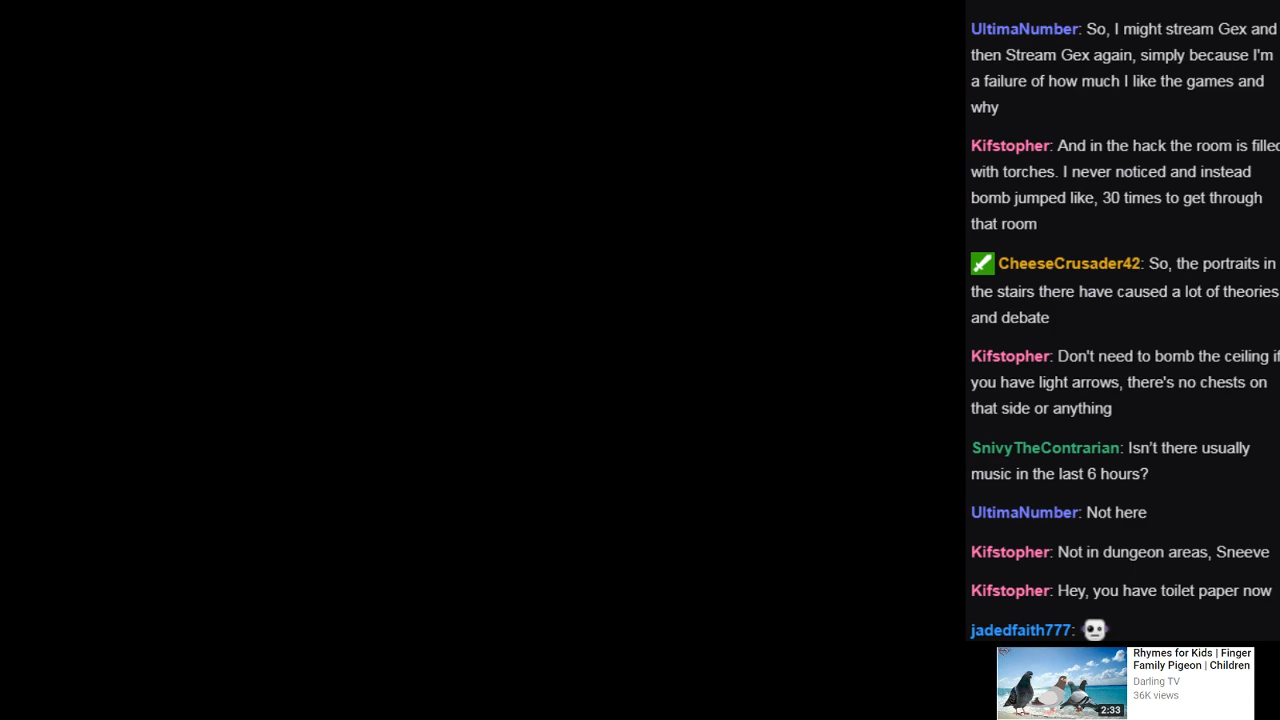 UltimaNumber: So, I might stream Gex and
then Stream Gex again, simply because I'm
a failure of how much I like the games and
why
Kifstopher: And in the hack the room is filled
with torches. I never noticed and instead
bomb jumped like, 30 times to get through
that room
CheeseCrusader42: So, the portraits in
the stairs there have caused a lot of theories
and debate
Kifstopher: Don't need to bomb the ceiling if
you have light arrows, there's no chests on
that side or anything
SnivyTheContrarian: Isn't there usually
music in the last 6 hours?
UltimaNumber: Not here
Kifstopher: Not in dungeon areas, Sneeve
Kifstopher: Hey, you have toilet paper now
jadedfaith777:
Rhymes for Kids | Finger
Family Pigeon | Children
Darling TV
36K views
2:33